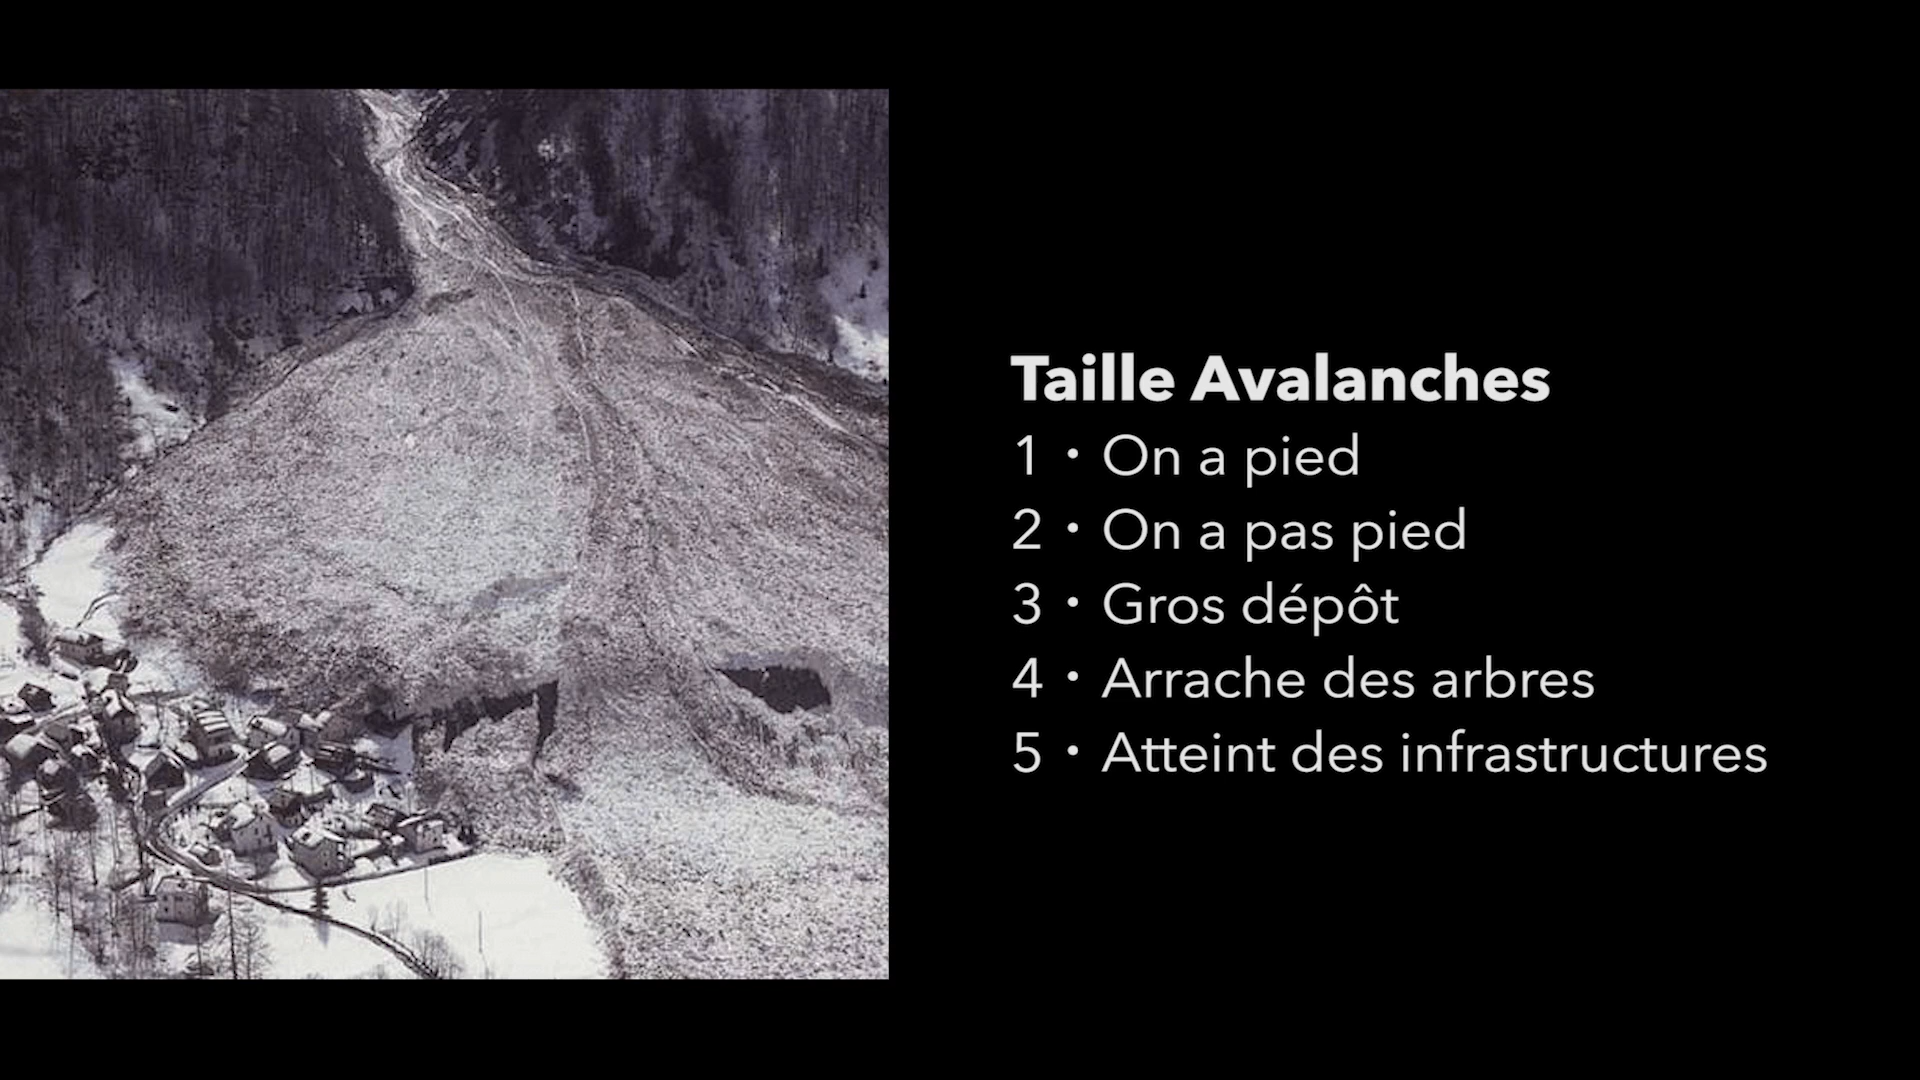 Taille Avalanches
1 • On a pied
2 • On a pas pied
3 • Gros dépôt
4 • Arrache des arbres
5 • Atteint des infrastructures